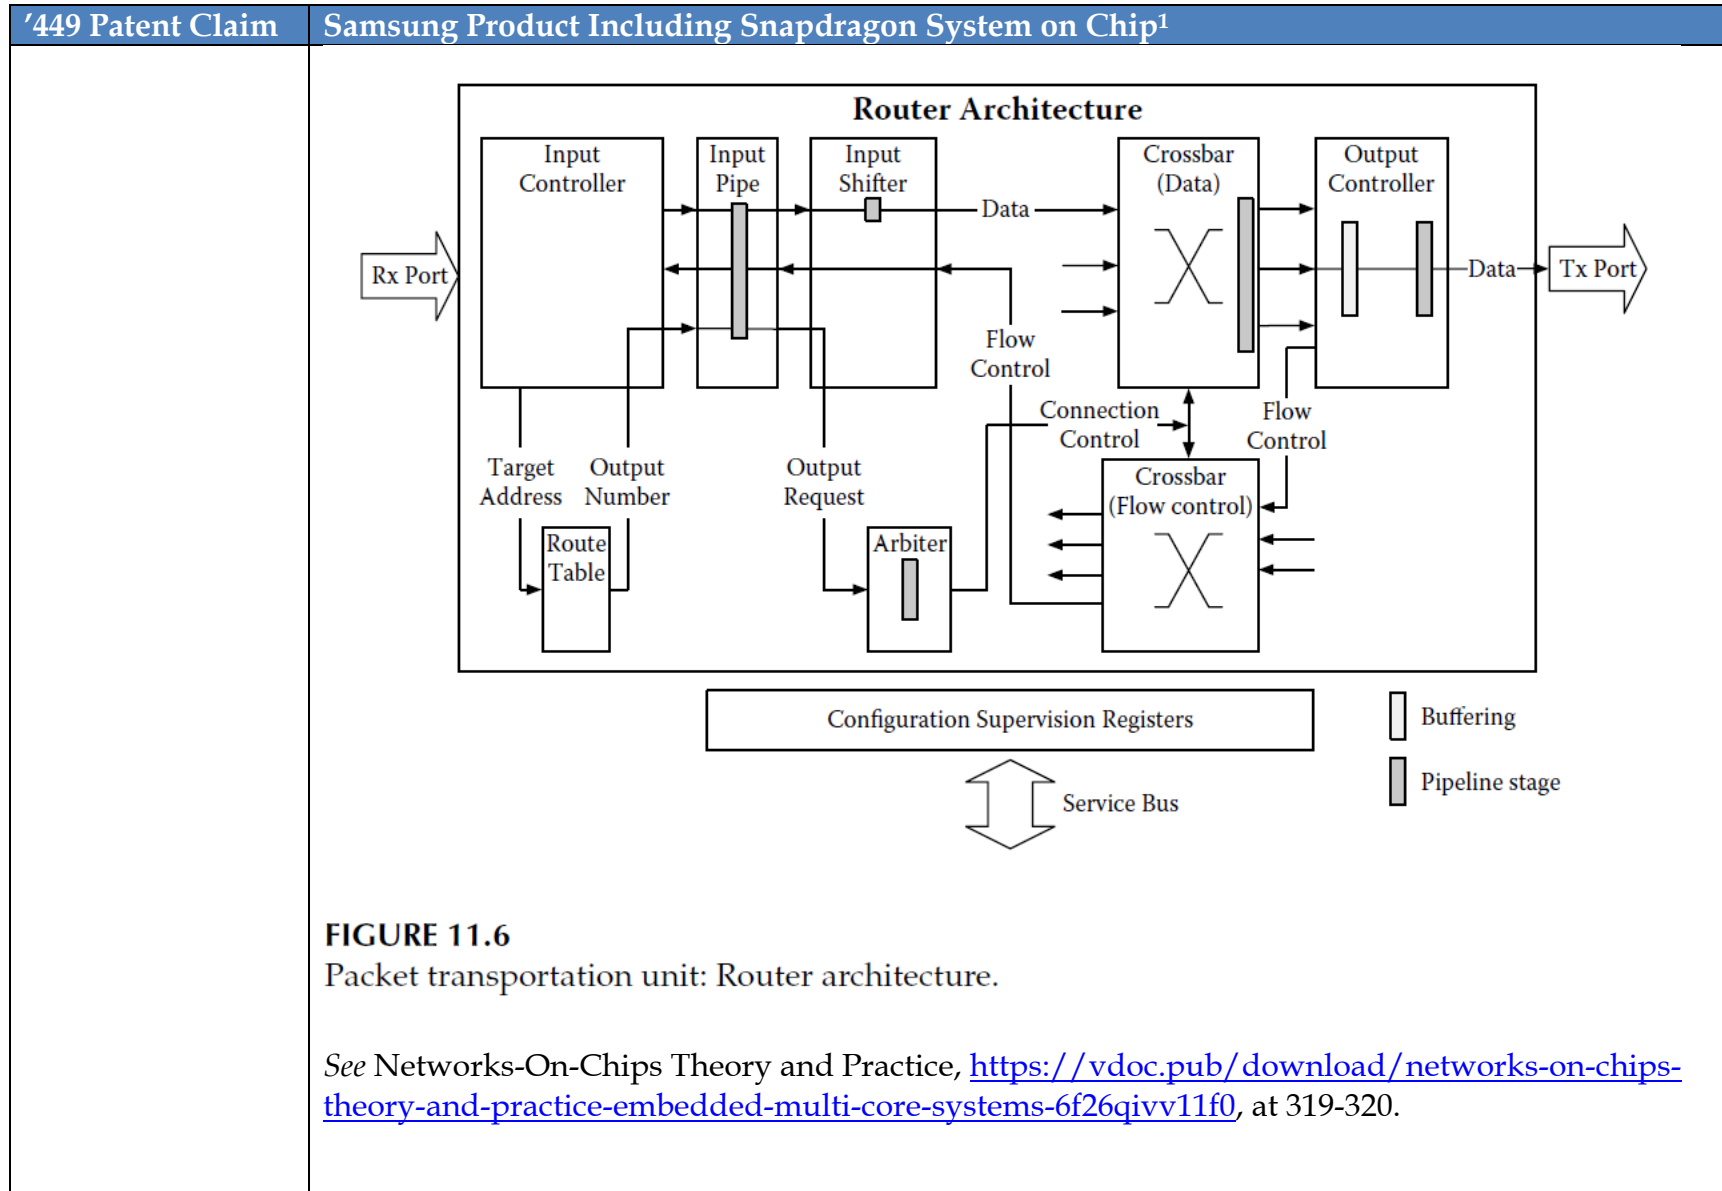 ’449 Patent Claim
Samsung Product Including Snapdragon System on Chip¹
Router Architecture
Input
Controller
Input
Pipe
Input
Shifter
Crossbar
(Data)
Output
Controller
Data
Rx Port
Data
Tx Port
Flow
Control
Connection
Control
Flow
Control
Target
Address
Output
Number
Output
Request
Crossbar
(Flow control)
Route
Table
Arbiter
Configuration Supervision Registers
Buffering
Pipeline stage
Service Bus
FIGURE 11.6
Packet transportation unit: Router architecture.
See Networks-On-Chips Theory and Practice, https://vdoc.pub/download/networks-on-chips-
theory-and-practice-embedded-multi-core-systems-6f26qivv11f0, at 319-320.